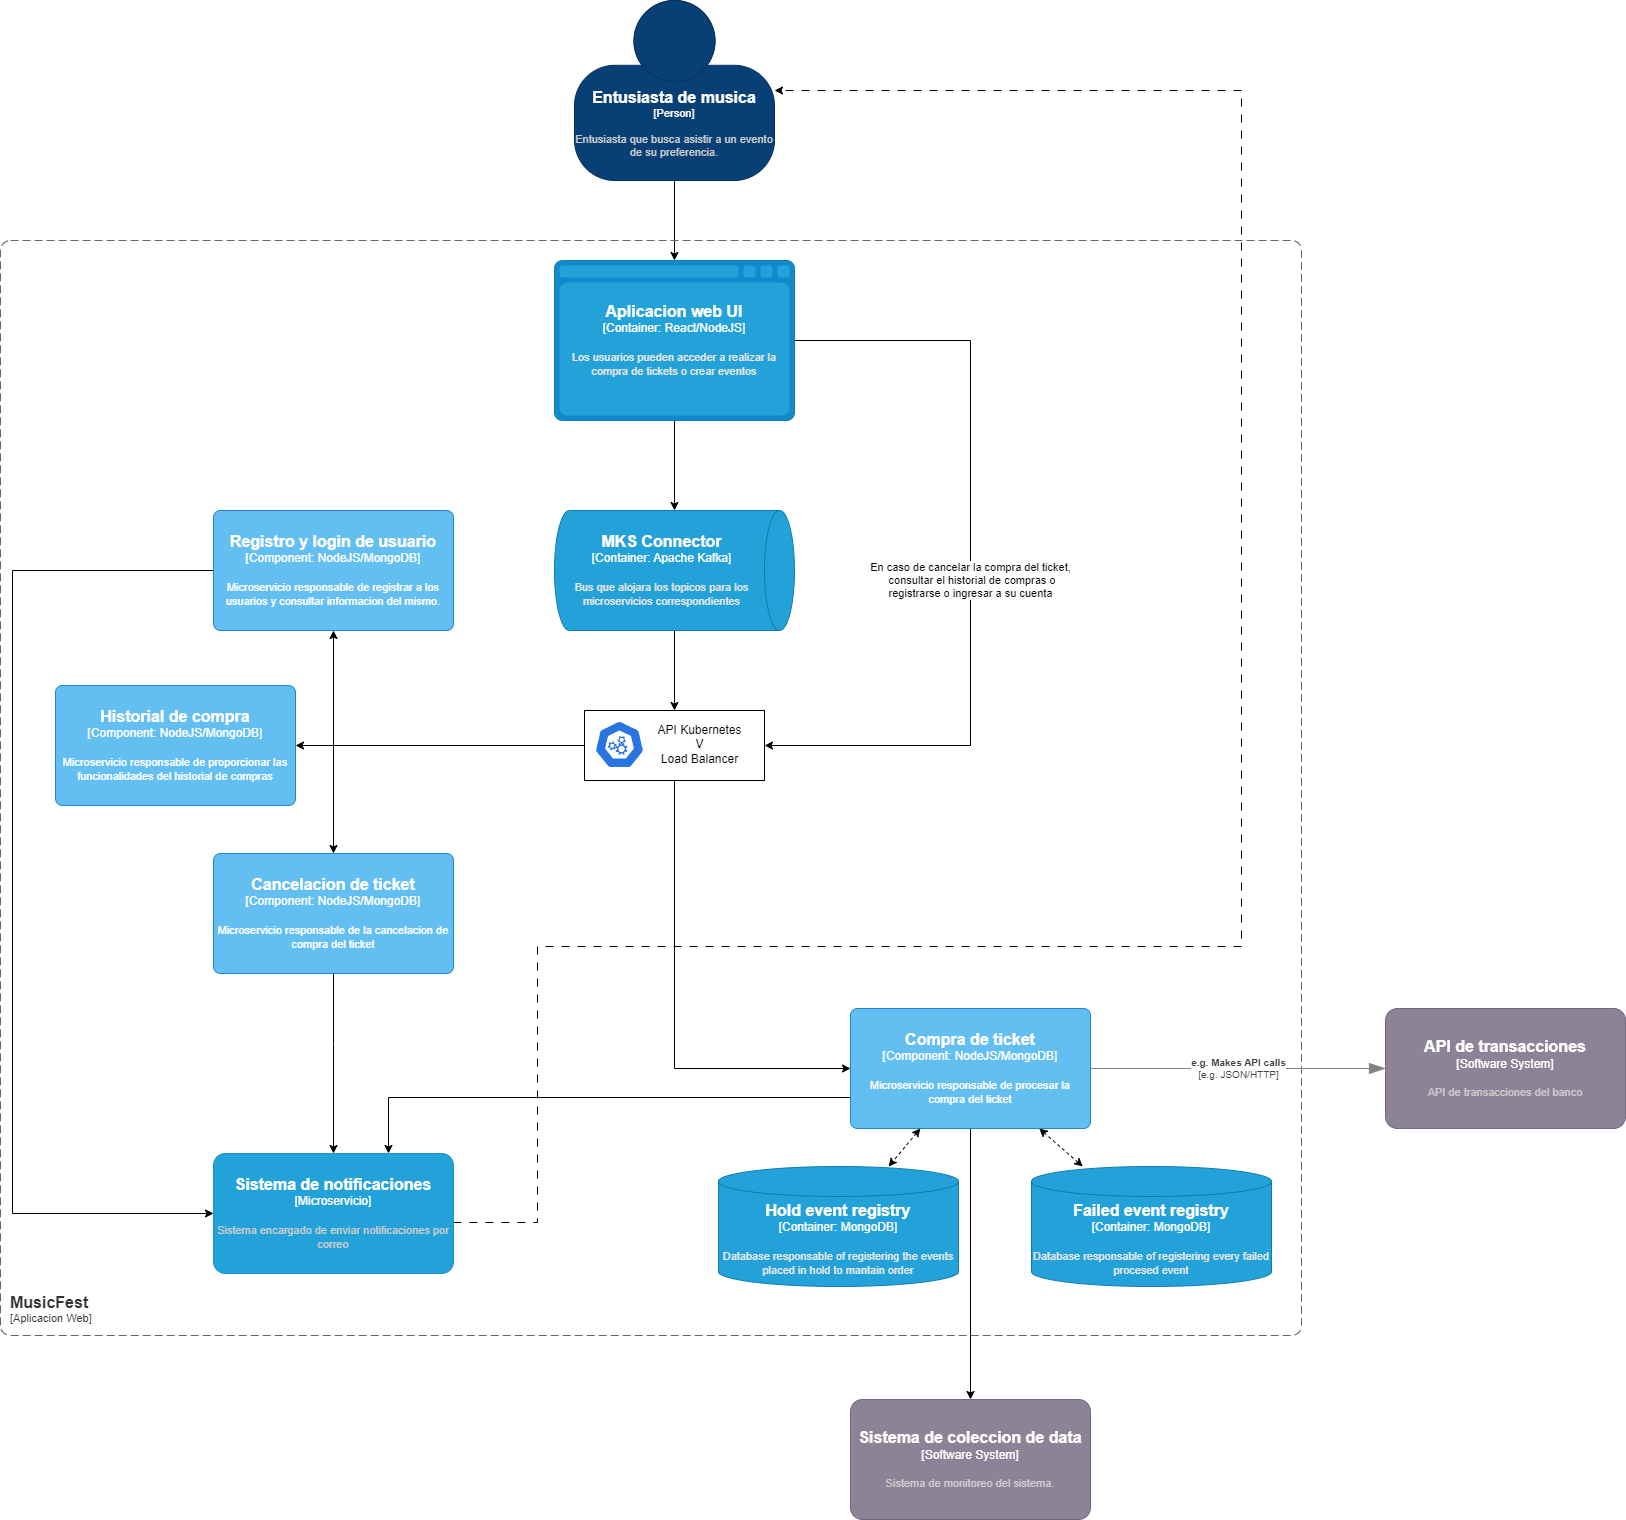 Entusiasta de musica
[Person]
Entusiasta que busca asistir a un evento
de su preferencia.
Aplicacion web UI
[Container: React/NodeJS]
Los usuarios pueden acceder a realizar la
compra de tickets o crear eventos
Registro y login de usuario
[Component: NodeJS/MongoDB]
Microservicio responsable de registrar a los
usuarios y consultar informacion del mismo.
MKS Connector
[Container: Apache Kafka]
Bus que alojara los topicos para los
microservicios correspondientes
En caso de cancelar la compra del ticket,
consultar el historial de compras o
registrarse o ingresar a su cuenta
Historial de compra
[Component: NodeJS/MongoDB]
Microservicio responsable de proporcionar las
funcionalidades del historial de compras
API Kubernetes
V
Load Balancer
Cancelacion de ticket
[Component: NodeJS/MongoDB]
Microservicio responsable de la cancelacion de
compra del ticket
Compra de ticket
[Component: NodeJS/MongoDB]
Microservicio responsable de procesar la
compra del ticket
e.g. Makes API calls
[e.g. JSON/HTTP]
API de transacciones
[Software System]
API de transacciones del banco
Sistema de notificaciones
[Microservicio]
Sistema encargado de enviar notificaciones por
correo
Hold event registry
[Container: MongoDB]
Database responsable of registering the events
placed in hold to mantain order
Failed event registry
[Container: MongoDB]
Database responsable of registering every failed
procesed event
MusicFest
[Aplicacion Web]
Sistema de coleccion de data
[Software System]
Sistema de monitoreo del sistema.